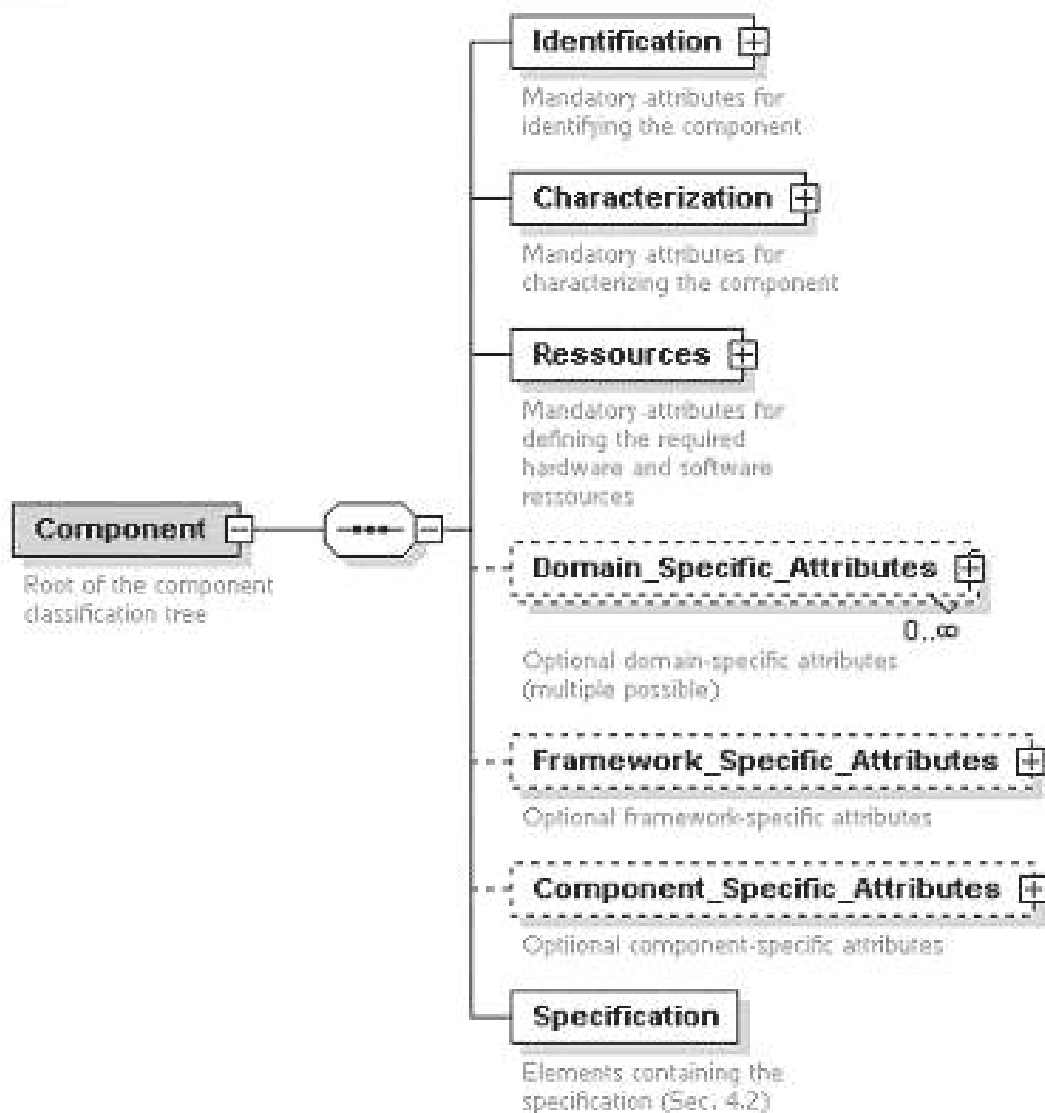 Identification
Mandatory attributes for
identifying the component
Characterization
Mandatory attributes for
characterizing the component
Ressources
Mandatory attributes for
defining the required
hardware and software
ressources
Component
Root of the component
classification tree
Domain_Specific_Attributes
0..∞
Optional domain-specific attributes
(multiple possible)
Framework_Specific_Attributes
Optional framework-specific attributes
Component_Specific_Attributes
Optiional component-specific attributes
Specification
Elements containing the
specification (Sec. 4.2)